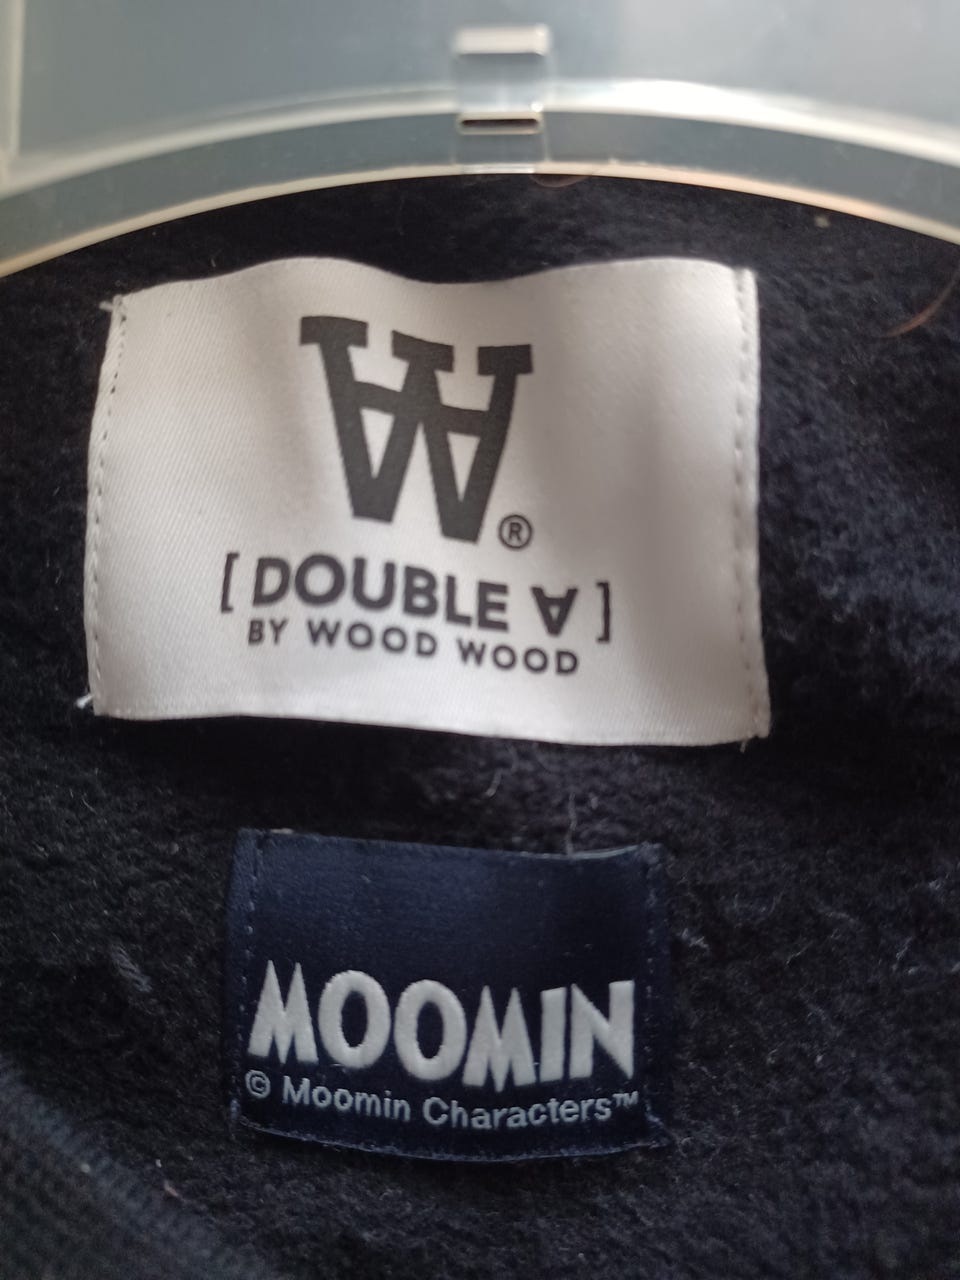 W®
[ DOUBLE ∀ ]
BY WOOD WOOD
MOOMIN
© Moomin Characters™